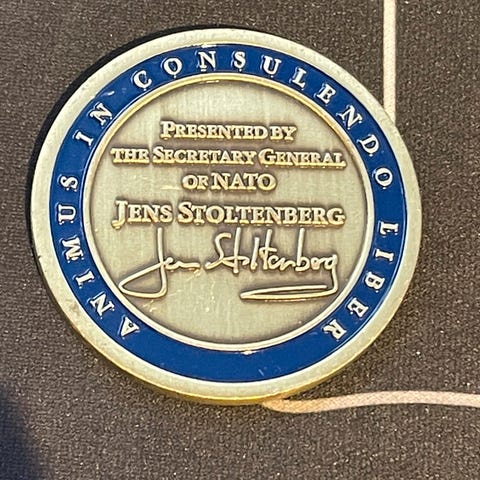 ANIMUS IN CONSULENDO LIBER
PRESENTED BY
THE SECRETARY GENERAL
OF NATO
JENS STOLTENBERG
Jens Stoltenberg